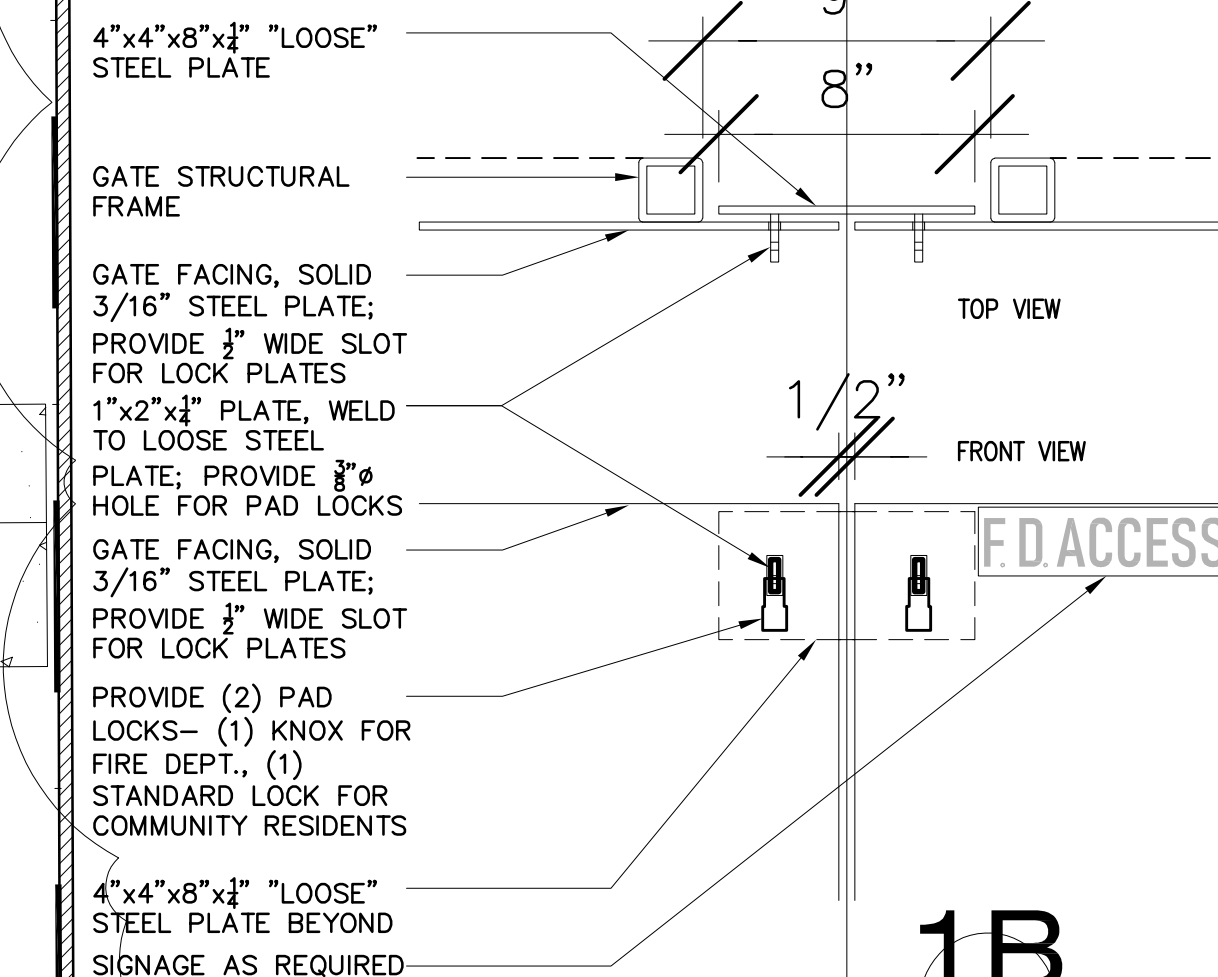 4"x4"x8"x1/4" "LOOSE"
STEEL PLATE
9
8"
GATE STRUCTURAL
FRAME
GATE FACING, SOLID
3/16" STEEL PLATE;
PROVIDE 1/2" WIDE SLOT
FOR LOCK PLATES
TOP VIEW
1"x2"x1/4" PLATE, WELD
TO LOOSE STEEL
PLATE; PROVIDE 3/8"ø
HOLE FOR PAD LOCKS
1/2"
FRONT VIEW
F.D. ACCESS
GATE FACING, SOLID
3/16" STEEL PLATE;
PROVIDE 1/2" WIDE SLOT
FOR LOCK PLATES
PROVIDE (2) PAD
LOCKS– (1) KNOX FOR
FIRE DEPT., (1)
STANDARD LOCK FOR
COMMUNITY RESIDENTS
4"x4"x8"x1/4" "LOOSE"
STEEL PLATE BEYOND
SIGNAGE AS REQUIRED
1B